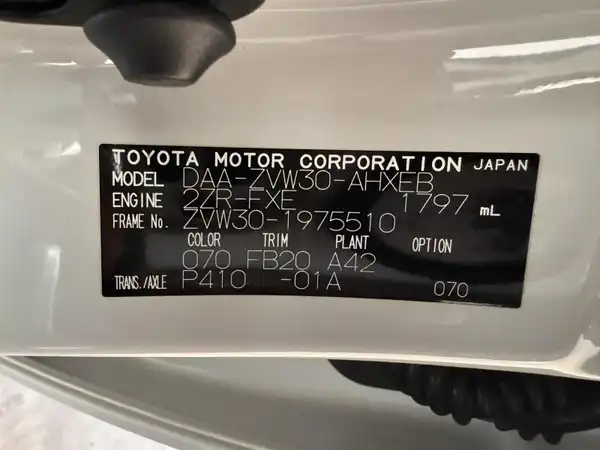 TOYOTA MOTOR CORPORATION JAPAN
MODEL DAA-ZVW30-AHXEB
ENGINE 2ZR-FXE 1797 mL
FRAME No. ZVW30-1975510
COLOR TRIM PLANT OPTION
070 FB20 A42
TRANS./AXLE P410 -01A 070